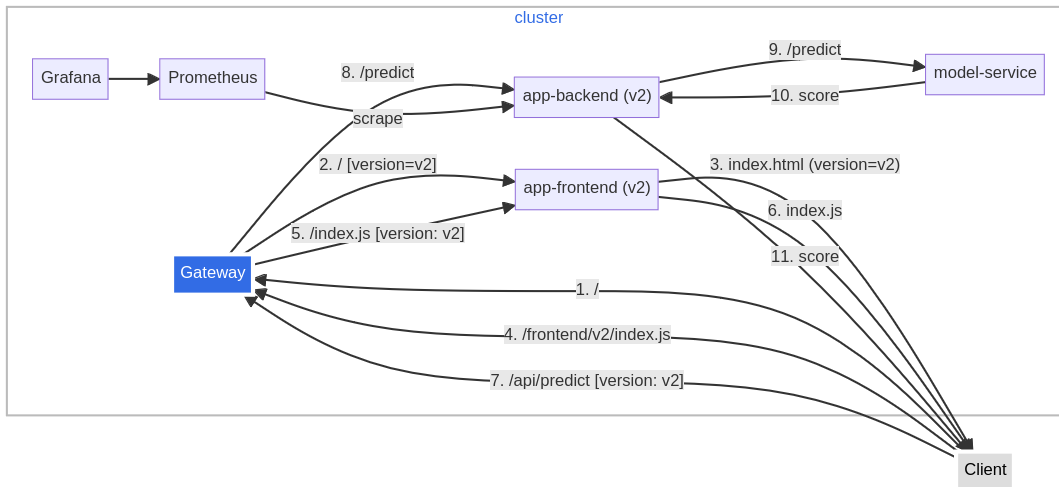 cluster
Grafana
Prometheus
8. /predict
scrape
app-backend (v2)
9. /predict
10. score
model-service
2. / [version=v2]
app-frontend (v2)
3. index.html (version=v2)
5. /index.js [version: v2]
6. index.js
11. score
Gateway
1. /
4. /frontend/v2/index.js
7. /api/predict [version: v2]
Client